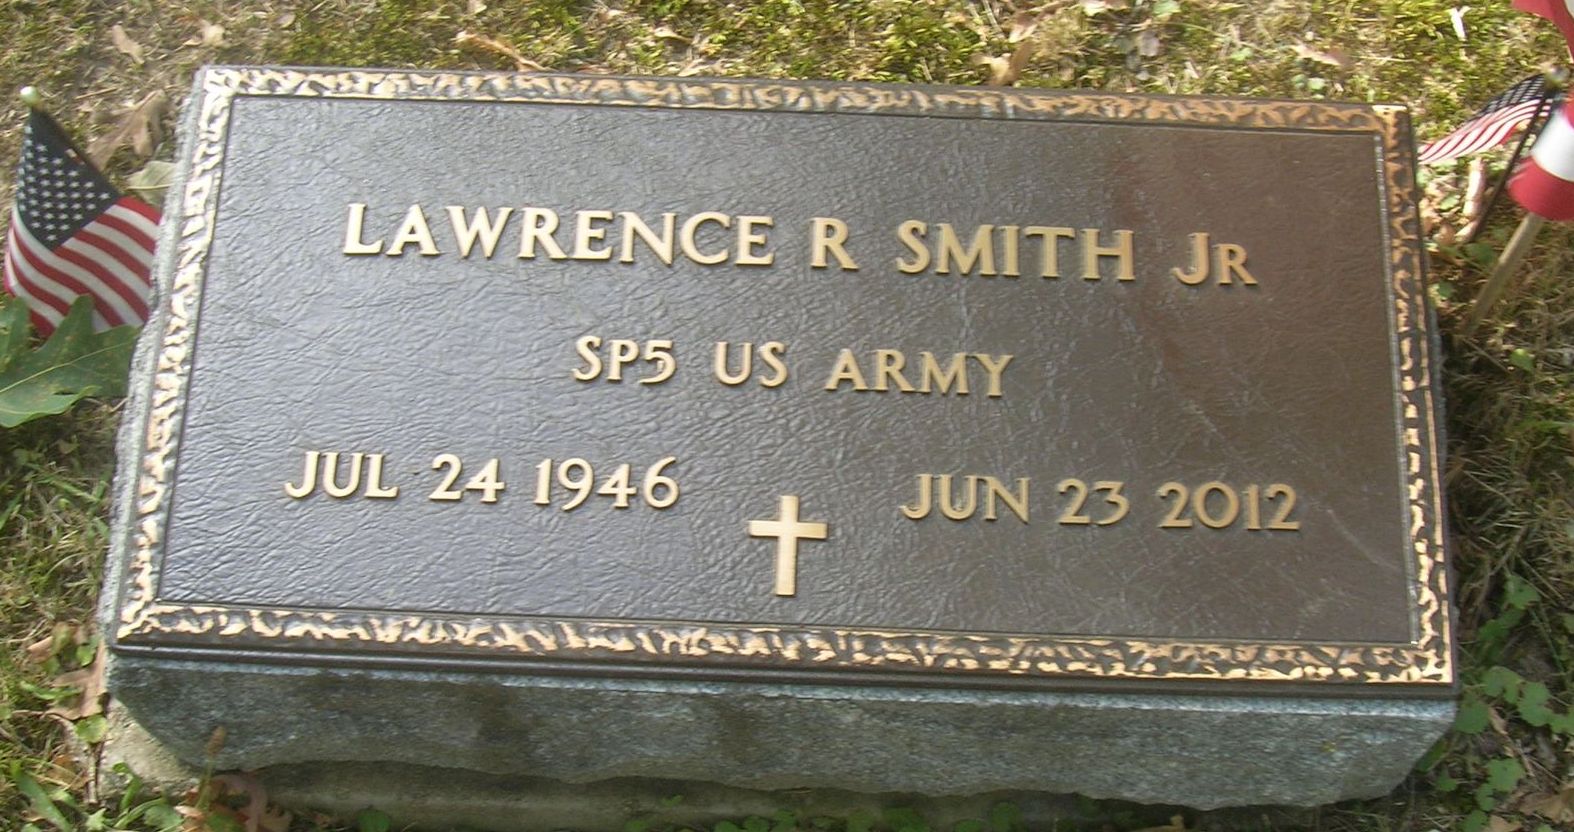 LAWRENCE R SMITH JR
SP5 US ARMY
JUL 24 1946 JUN 23 2012